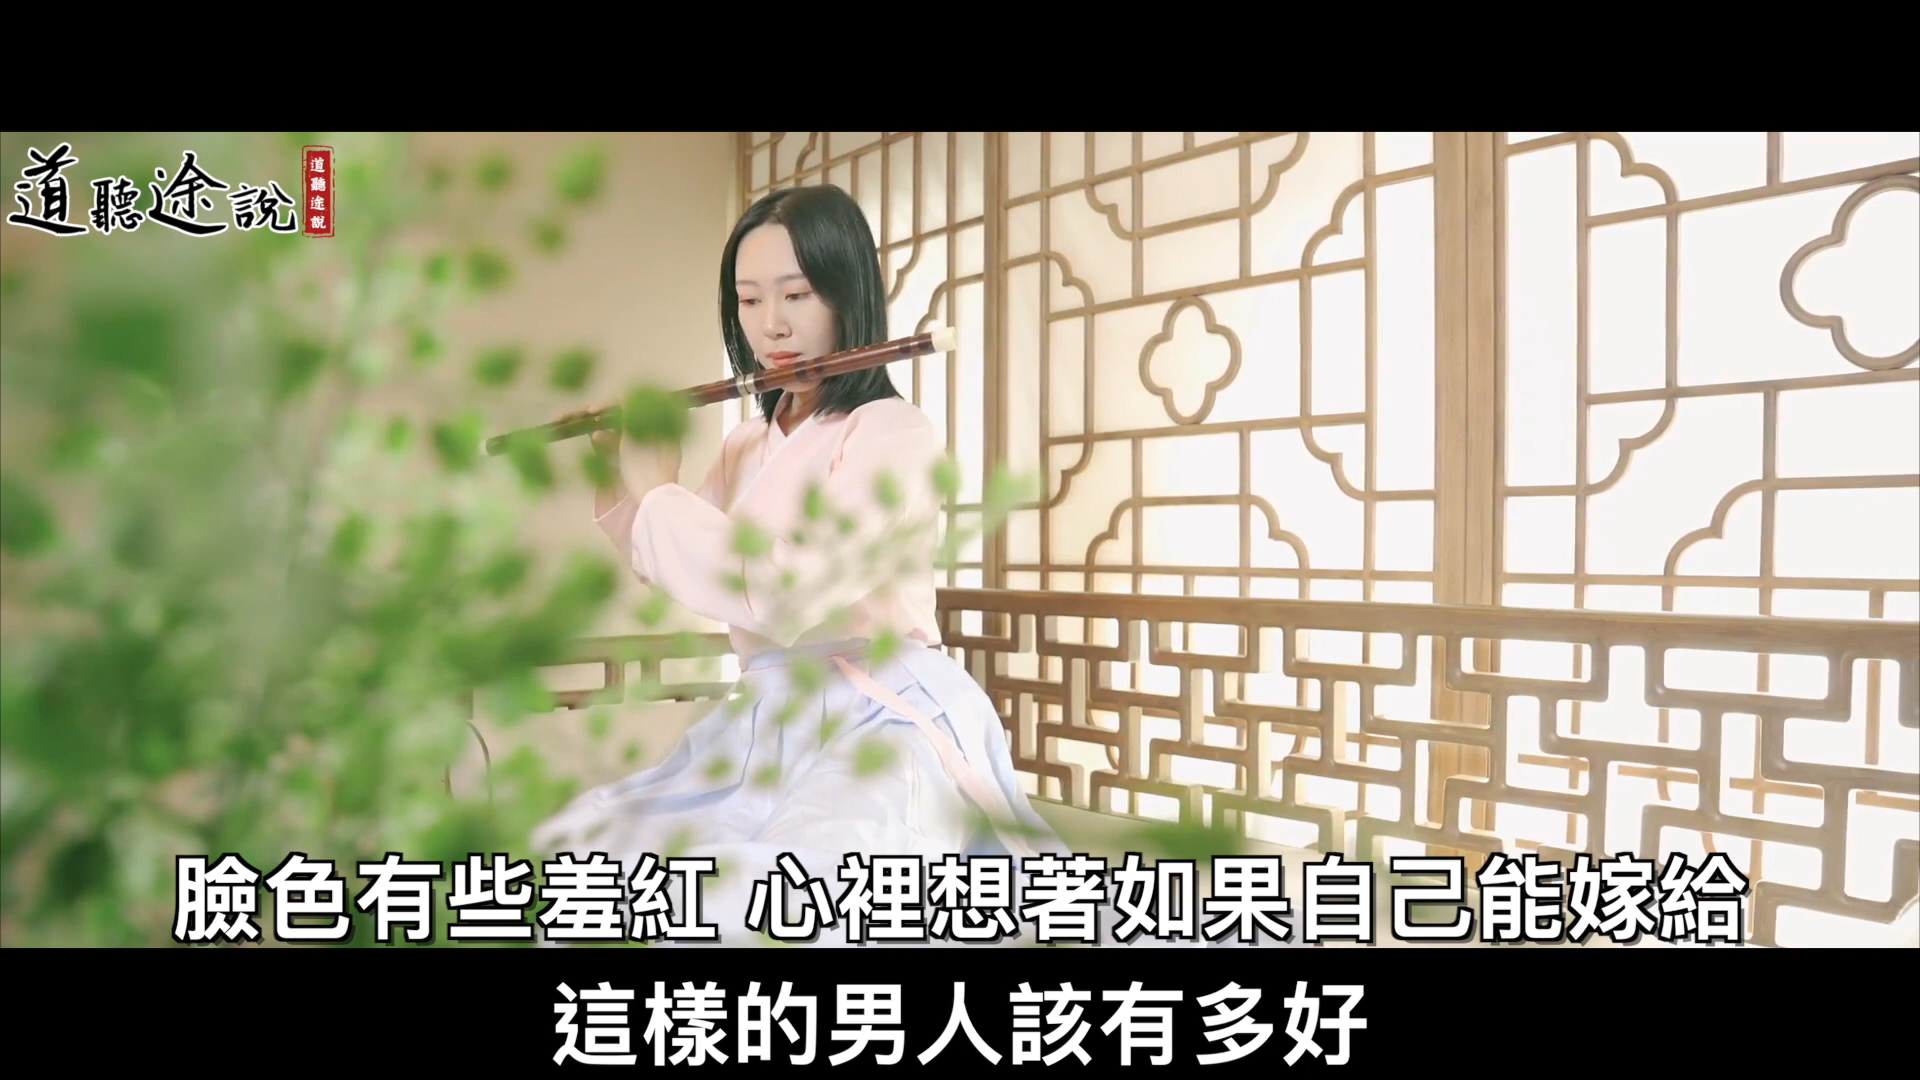 道聽途說
道聽途說
臉色有些羞紅 心裡想著如果自己能嫁給
這樣的男人該有多好